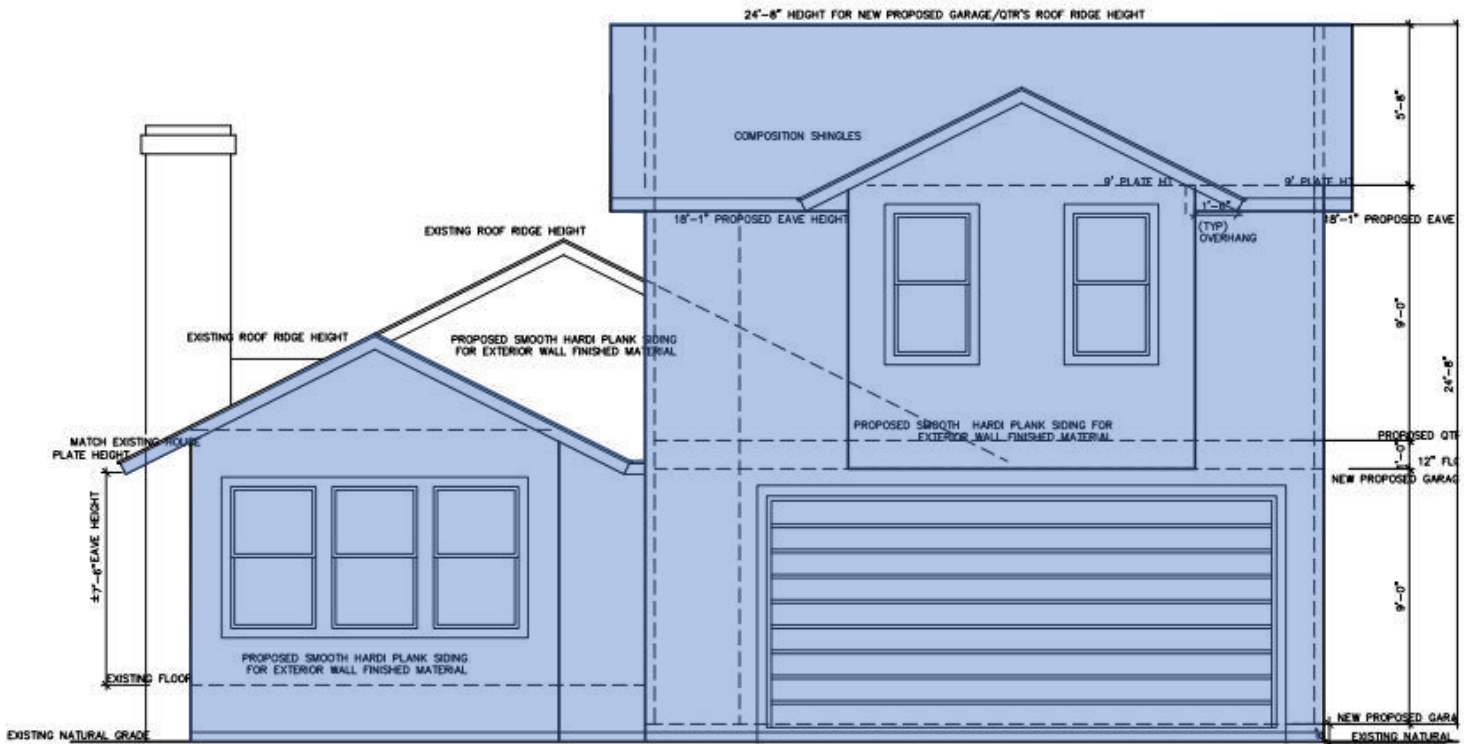 24'-8" HEIGHT FOR NEW PROPOSED GARAGE/QTR'S ROOF RIDGE HEIGHT
5'-8"
COMPOSITION SHINGLES
9' PLATE HT
9' PLATE HT
1'-6"
18'-1" PROPOSED EAVE HEIGHT
18'-1" PROPOSED EAVE
(TYP)
OVERHANG
EXISTING ROOF RIDGE HEIGHT
9'-0"
EXISTING ROOF RIDGE HEIGHT
PROPOSED SMOOTH HARDI PLANK SIDING
FOR EXTERIOR WALL FINISHED MATERIAL
24'-8"
PROPOSED SMOOTH HARDI PLANK SIDING FOR
EXTERIOR WALL FINISHED MATERIAL
PROPOSED QTR
MATCH EXISTING HOUSE
PLATE HEIGHT
1'-0"
12" FLO
NEW PROPOSED GARAG
±7'-6" EAVE HEIGHT
9'-0"
PROPOSED SMOOTH HARDI PLANK SIDING
FOR EXTERIOR WALL FINISHED MATERIAL
EXISTING FLOOR
NEW PROPOSED GARA
EXISTING NATURAL GRADE
EXISTING NATURAL